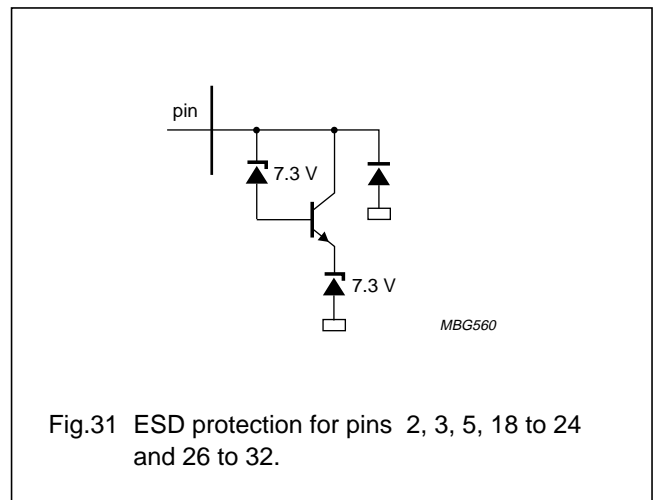 pin
7.3 V
7.3 V
MBG560
Fig.31 ESD protection for pins 2, 3, 5, 18 to 24
and 26 to 32.